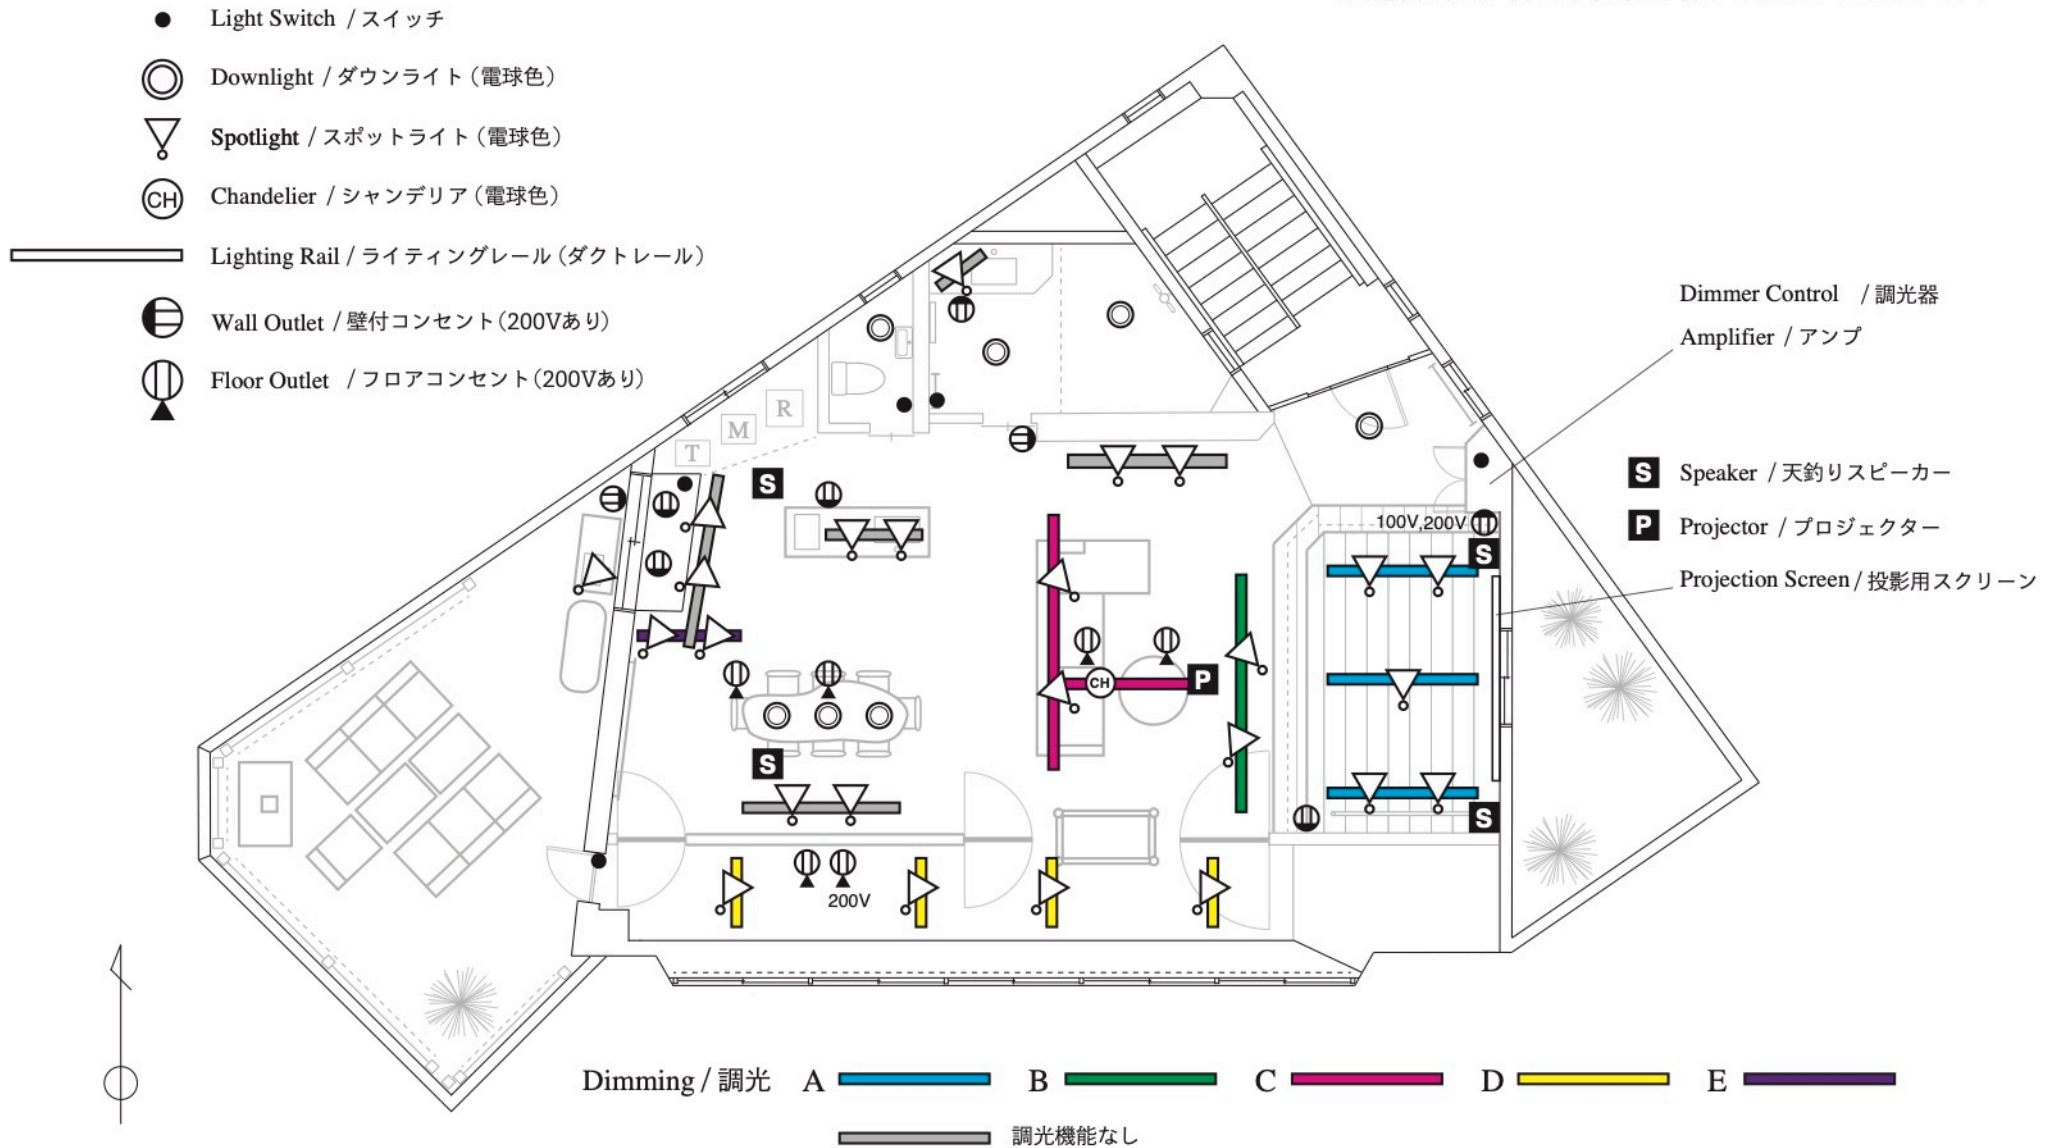 Light Switch / スイッチ
Downlight / ダウンライト（電球色）
Spotlight / スポットライト（電球色）
CH Chandelier / シャンデリア（電球色）
Lighting Rail / ライティングレール（ダクトレール）
Wall Outlet / 壁付コンセント（200Vあり）
Floor Outlet / フロアコンセント（200Vあり）
Dimmer Control / 調光器
Amplifier / アンプ
R
M
T
S
S Speaker / 天釣りスピーカー
100V,200V
P Projector / プロジェクター
S
Projection Screen / 投影用スクリーン
CH
P
S
S
200V
Dimming / 調光 A B C D E
調光機能なし